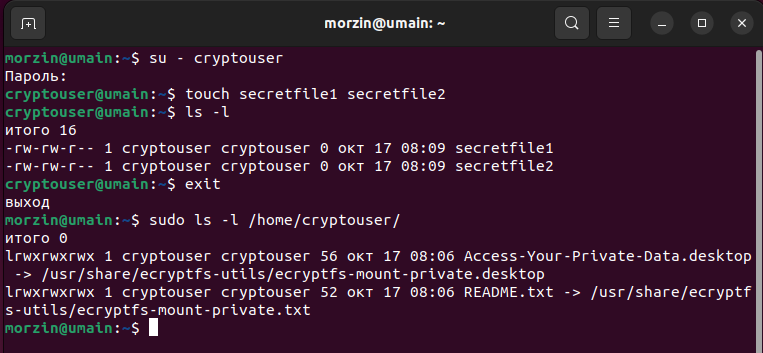 morzin@umain: ~
morzin@umain:~$ su - cryptouser
Пароль:
cryptouser@umain:~$ touch secretfile1 secretfile2
cryptouser@umain:~$ ls -l
итого 16
-rw-rw-r-- 1 cryptouser cryptouser 0 окт 17 08:09 secretfile1
-rw-rw-r-- 1 cryptouser cryptouser 0 окт 17 08:09 secretfile2
cryptouser@umain:~$ exit
выход
morzin@umain:~$ sudo ls -l /home/cryptouser/
итого 0
lrwxrwxrwx 1 cryptouser cryptouser 56 окт 17 08:06 Access-Your-Private-Data.desktop
 -> /usr/share/ecryptfs-utils/ecryptfs-mount-private.desktop
lrwxrwxrwx 1 cryptouser cryptouser 52 окт 17 08:06 README.txt -> /usr/share/ecryptf
s-utils/ecryptfs-mount-private.txt
morzin@umain:~$